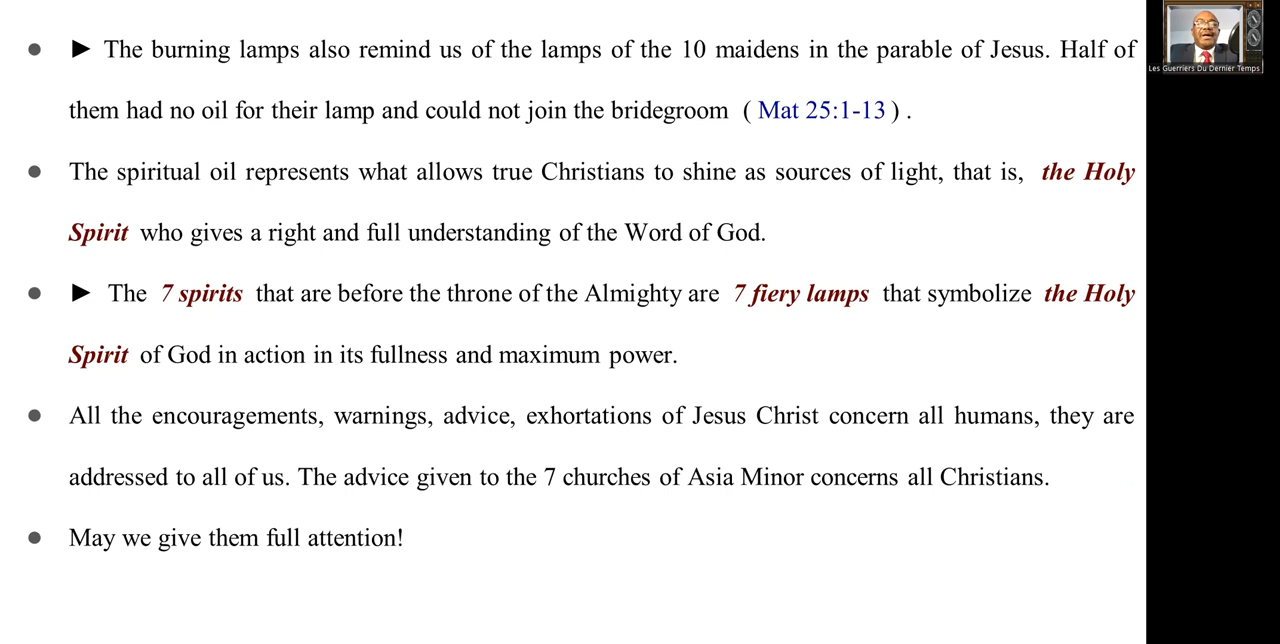 ● ► The burning lamps also remind us of the lamps of the 10 maidens in the parable of Jesus. Half of
them had no oil for their lamp and could not join the bridegroom ( Mat 25:1-13 ) .
● The spiritual oil represents what allows true Christians to shine as sources of light, that is, the Holy
Spirit who gives a right and full understanding of the Word of God.
● ► The 7 spirits that are before the throne of the Almighty are 7 fiery lamps that symbolize the Holy
Spirit of God in action in its fullness and maximum power.
● All the encouragements, warnings, advice, exhortations of Jesus Christ concern all humans, they are
addressed to all of us. The advice given to the 7 churches of Asia Minor concerns all Christians.
● May we give them full attention!
Les Guerriers Du Dernier Temps